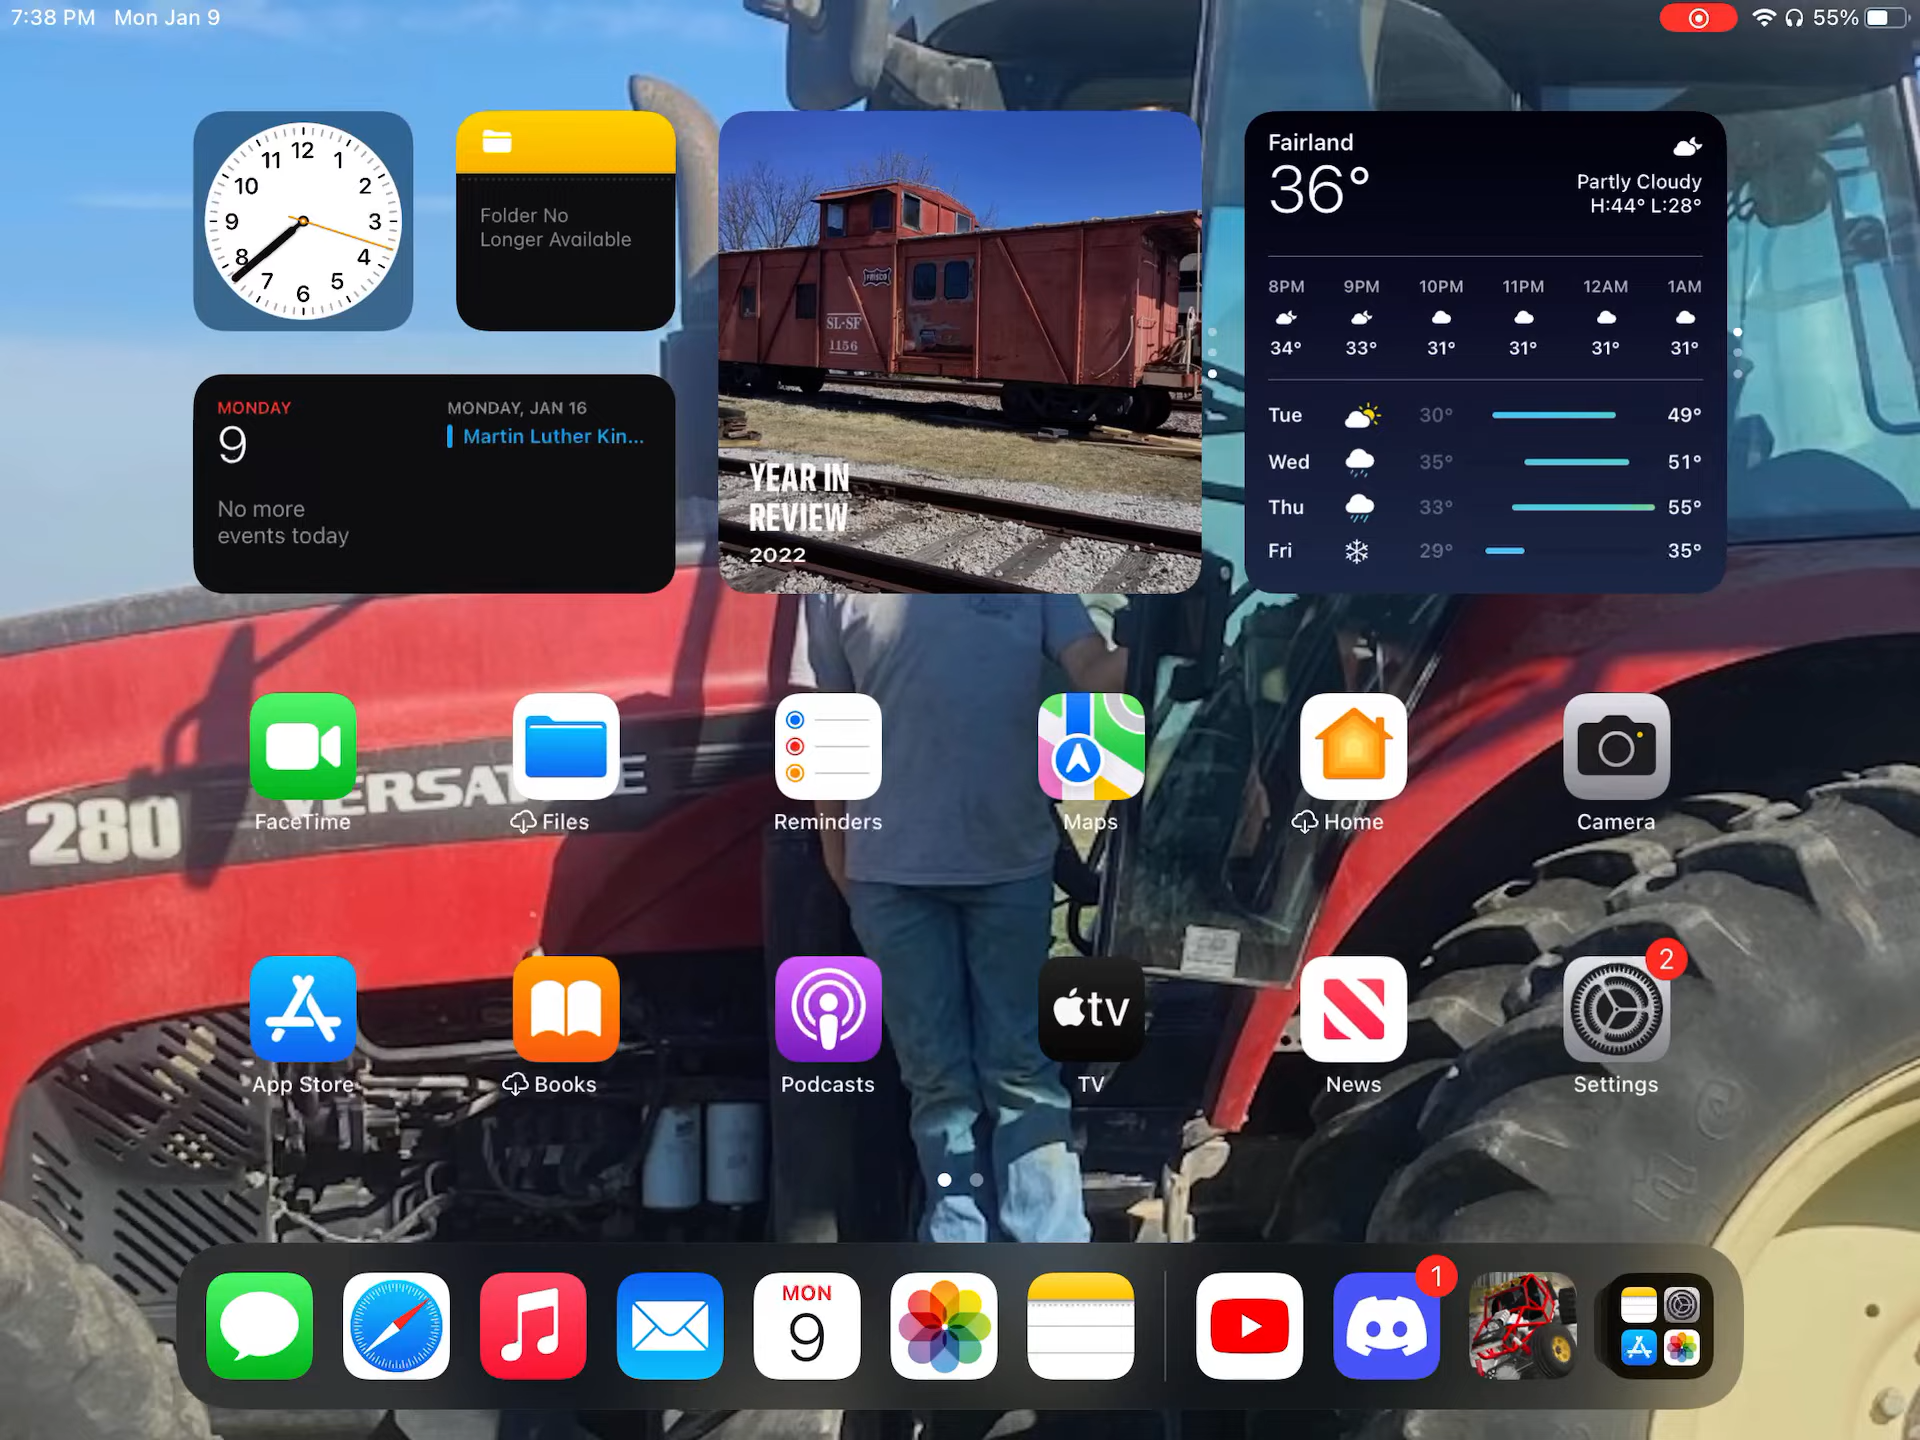 7:38 PM Mon Jan 9
55%
12
1
2
3
4
5
6
7
8
9
10
11
Folder No
Longer Available
MONDAY
9
No more
events today
MONDAY, JAN 16
Martin Luther Kin...
FRISCO
SL-SF
1156
YEAR IN
REVIEW
2022
Fairland
36°
Partly Cloudy
H:44° L:28°
8PM 9PM 10PM 11PM 12AM 1AM
34° 33° 31° 31° 31° 31°
Tue 30° 49°
Wed 35° 51°
Thu 33° 55°
Fri 29° 35°
280
FaceTime
Files
Reminders
Maps
Home
Camera
App Store
Books
Podcasts
tv
TV
News
2
Settings
MON
9
1